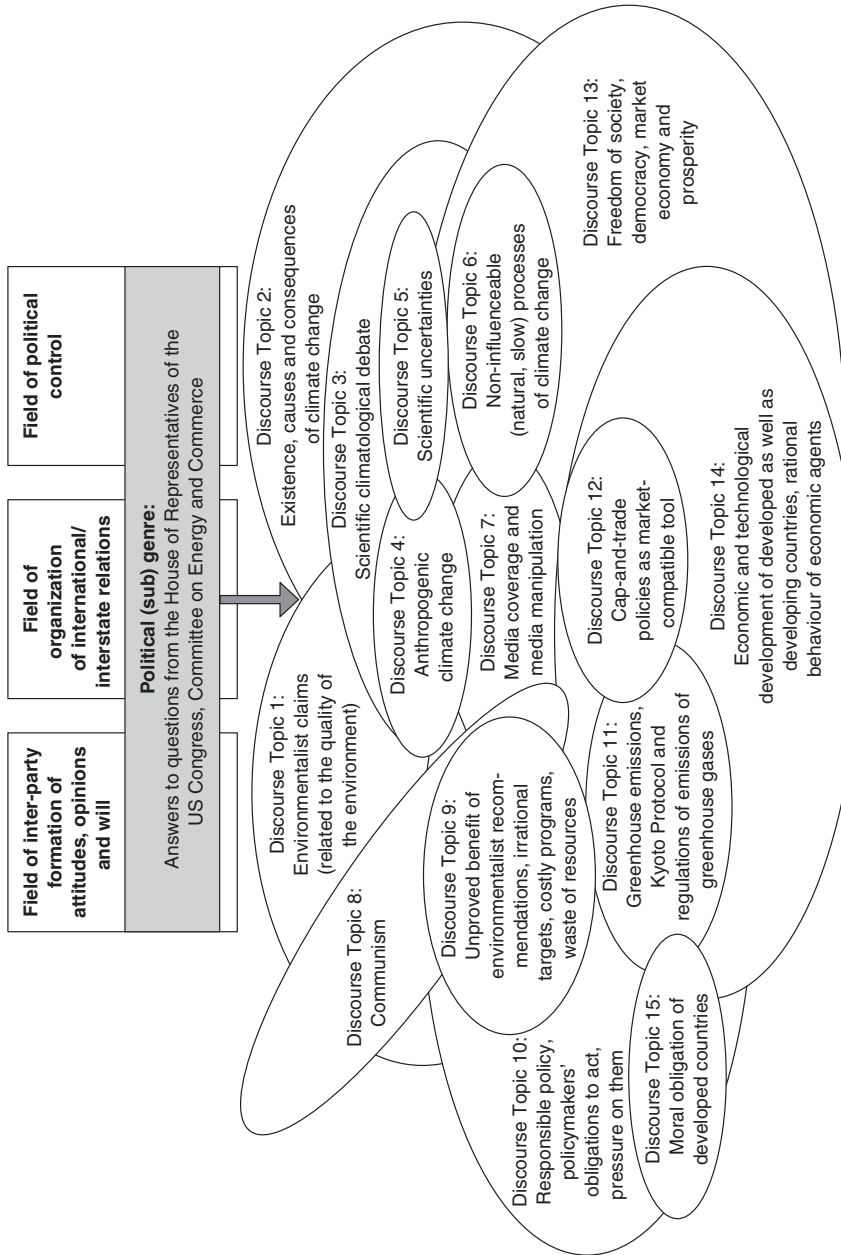 Field of inter-party
formation of
attitudes, opinions
and will
Field of
organization
of international/
interstate relations
Field of political
control
Political (sub) genre:
Answers to questions from the House of Representatives of the
US Congress, Committee on Energy and Commerce
Discourse Topic 1:
Environmentalist claims
(related to the quality of
the environment)
Discourse Topic 2:
Existence, causes and consequences
of climate change
Discourse Topic 3:
Scientific climatological debate
Discourse Topic 4:
Anthropogenic
climate change
Discourse Topic 5:
Scientific uncertainties
Discourse Topic 6:
Non-influenceable
(natural, slow) processes
of climate change
Discourse Topic 7:
Media coverage and
media manipulation
Discourse Topic 8:
Communism
Discourse Topic 9:
Unproved benefit of
environmentalist recom-
mendations, irrational
targets, costly programs,
waste of resources
Discourse Topic 10:
Responsible policy,
policymakers'
obligations to act,
pressure on them
Discourse Topic 11:
Greenhouse emissions,
Kyoto Protocol and
regulations of emissions of
greenhouse gases
Discourse Topic 12:
Cap-and-trade
policies as market-
compatible tool
Discourse Topic 13:
Freedom of society,
democracy, market
economy and
prosperity
Discourse Topic 14:
Economic and technological
development of developed as well as
developing countries, rational
behaviour of economic agents
Discourse Topic 15:
Moral obligation of
developed countries